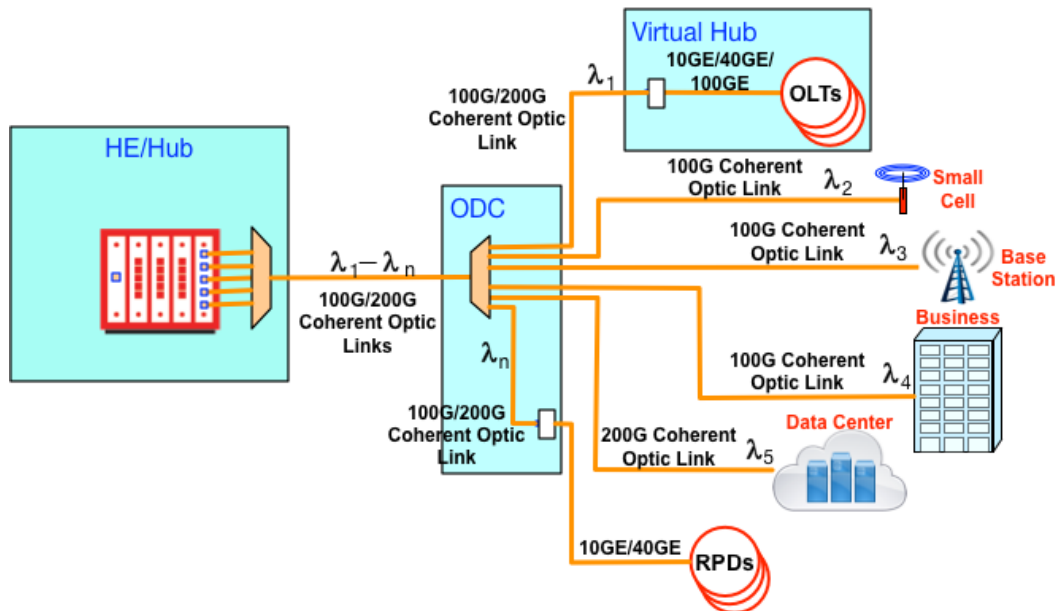 Virtual Hub
10GE/40GE/
100GE
OLTs
λ1
100G/200G
Coherent Optic
Link
HE/Hub
100G Coherent
Optic Link
λ2
Small
Cell
ODC
100G Coherent
Optic Link
λ3
Base
Station
λ1–λn
100G/200G
Coherent Optic
Links
Business
λn
100G Coherent
Optic Link
λ4
100G/200G
Coherent Optic
Link
Data Center
200G Coherent
Optic Link
λ5
10GE/40GE
RPDs